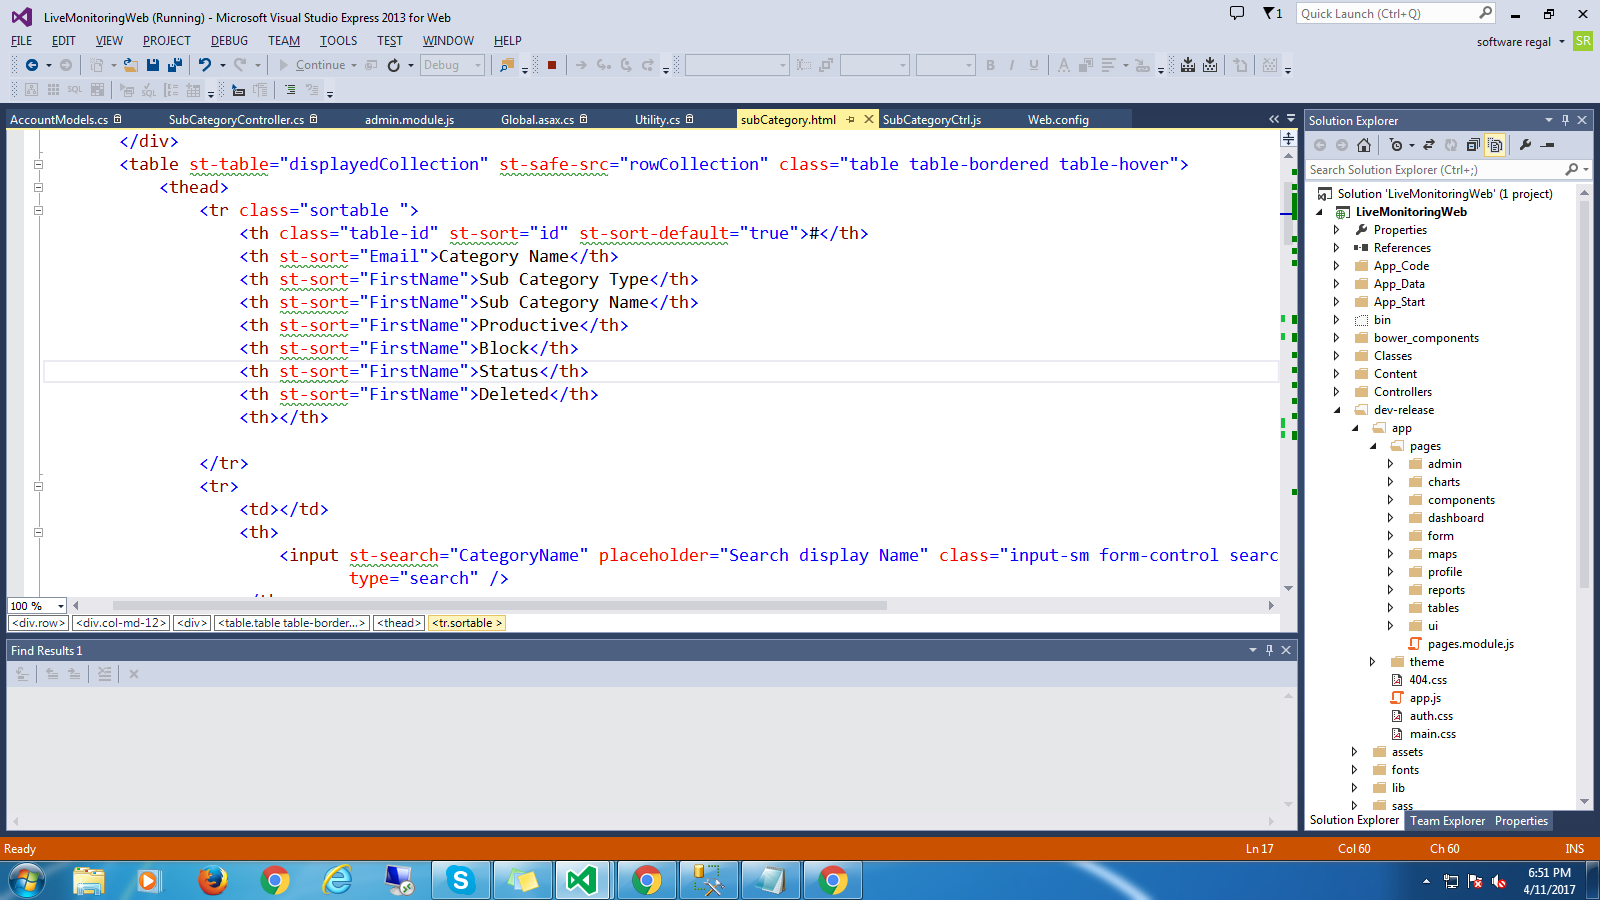 LiveMonitoringWeb (Running) - Microsoft Visual Studio Express 2013 for Web
1
Quick Launch (Ctrl+Q)
FILE EDIT VIEW PROJECT DEBUG TEAM TOOLS TEST WINDOW HELP
software regal SR
Continue Debug
B I U A
SQL SQL
AccountModels.cs SubCategoryController.cs admin.module.js Global.asax.cs Utility.cs subCategory.html SubCategoryCtrl.js Web.config
</div>
<table st-table="displayedCollection" st-safe-src="rowCollection" class="table table-bordered table-hover">
<thead>
<tr class="sortable ">
<th class="table-id" st-sort="id" st-sort-default="true">#</th>
<th st-sort="Email">Category Name</th>
<th st-sort="FirstName">Sub Category Type</th>
<th st-sort="FirstName">Sub Category Name</th>
<th st-sort="FirstName">Productive</th>
<th st-sort="FirstName">Block</th>
<th st-sort="FirstName">Status</th>
<th st-sort="FirstName">Deleted</th>
<th></th>
</tr>
<tr>
<td></td>
<th>
<input st-search="CategoryName" placeholder="Search display Name" class="input-sm form-control searc
type="search" />
100 %
<div.row> <div.col-md-12> <div> <table.table table-border...> <thead> <tr.sortable >
Find Results 1
Solution Explorer
Search Solution Explorer (Ctrl+;)
Solution 'LiveMonitoringWeb' (1 project)
LiveMonitoringWeb
Properties
References
App_Code
App_Data
App_Start
bin
bower_components
Classes
Content
Controllers
dev-release
app
pages
admin
charts
components
dashboard
form
maps
profile
reports
tables
ui
pages.module.js
theme
404.css
app.js
auth.css
main.css
assets
fonts
lib
sass
Solution Explorer Team Explorer Properties
Ready Ln 17 Col 60 Ch 60 INS
6:51 PM
4/11/2017